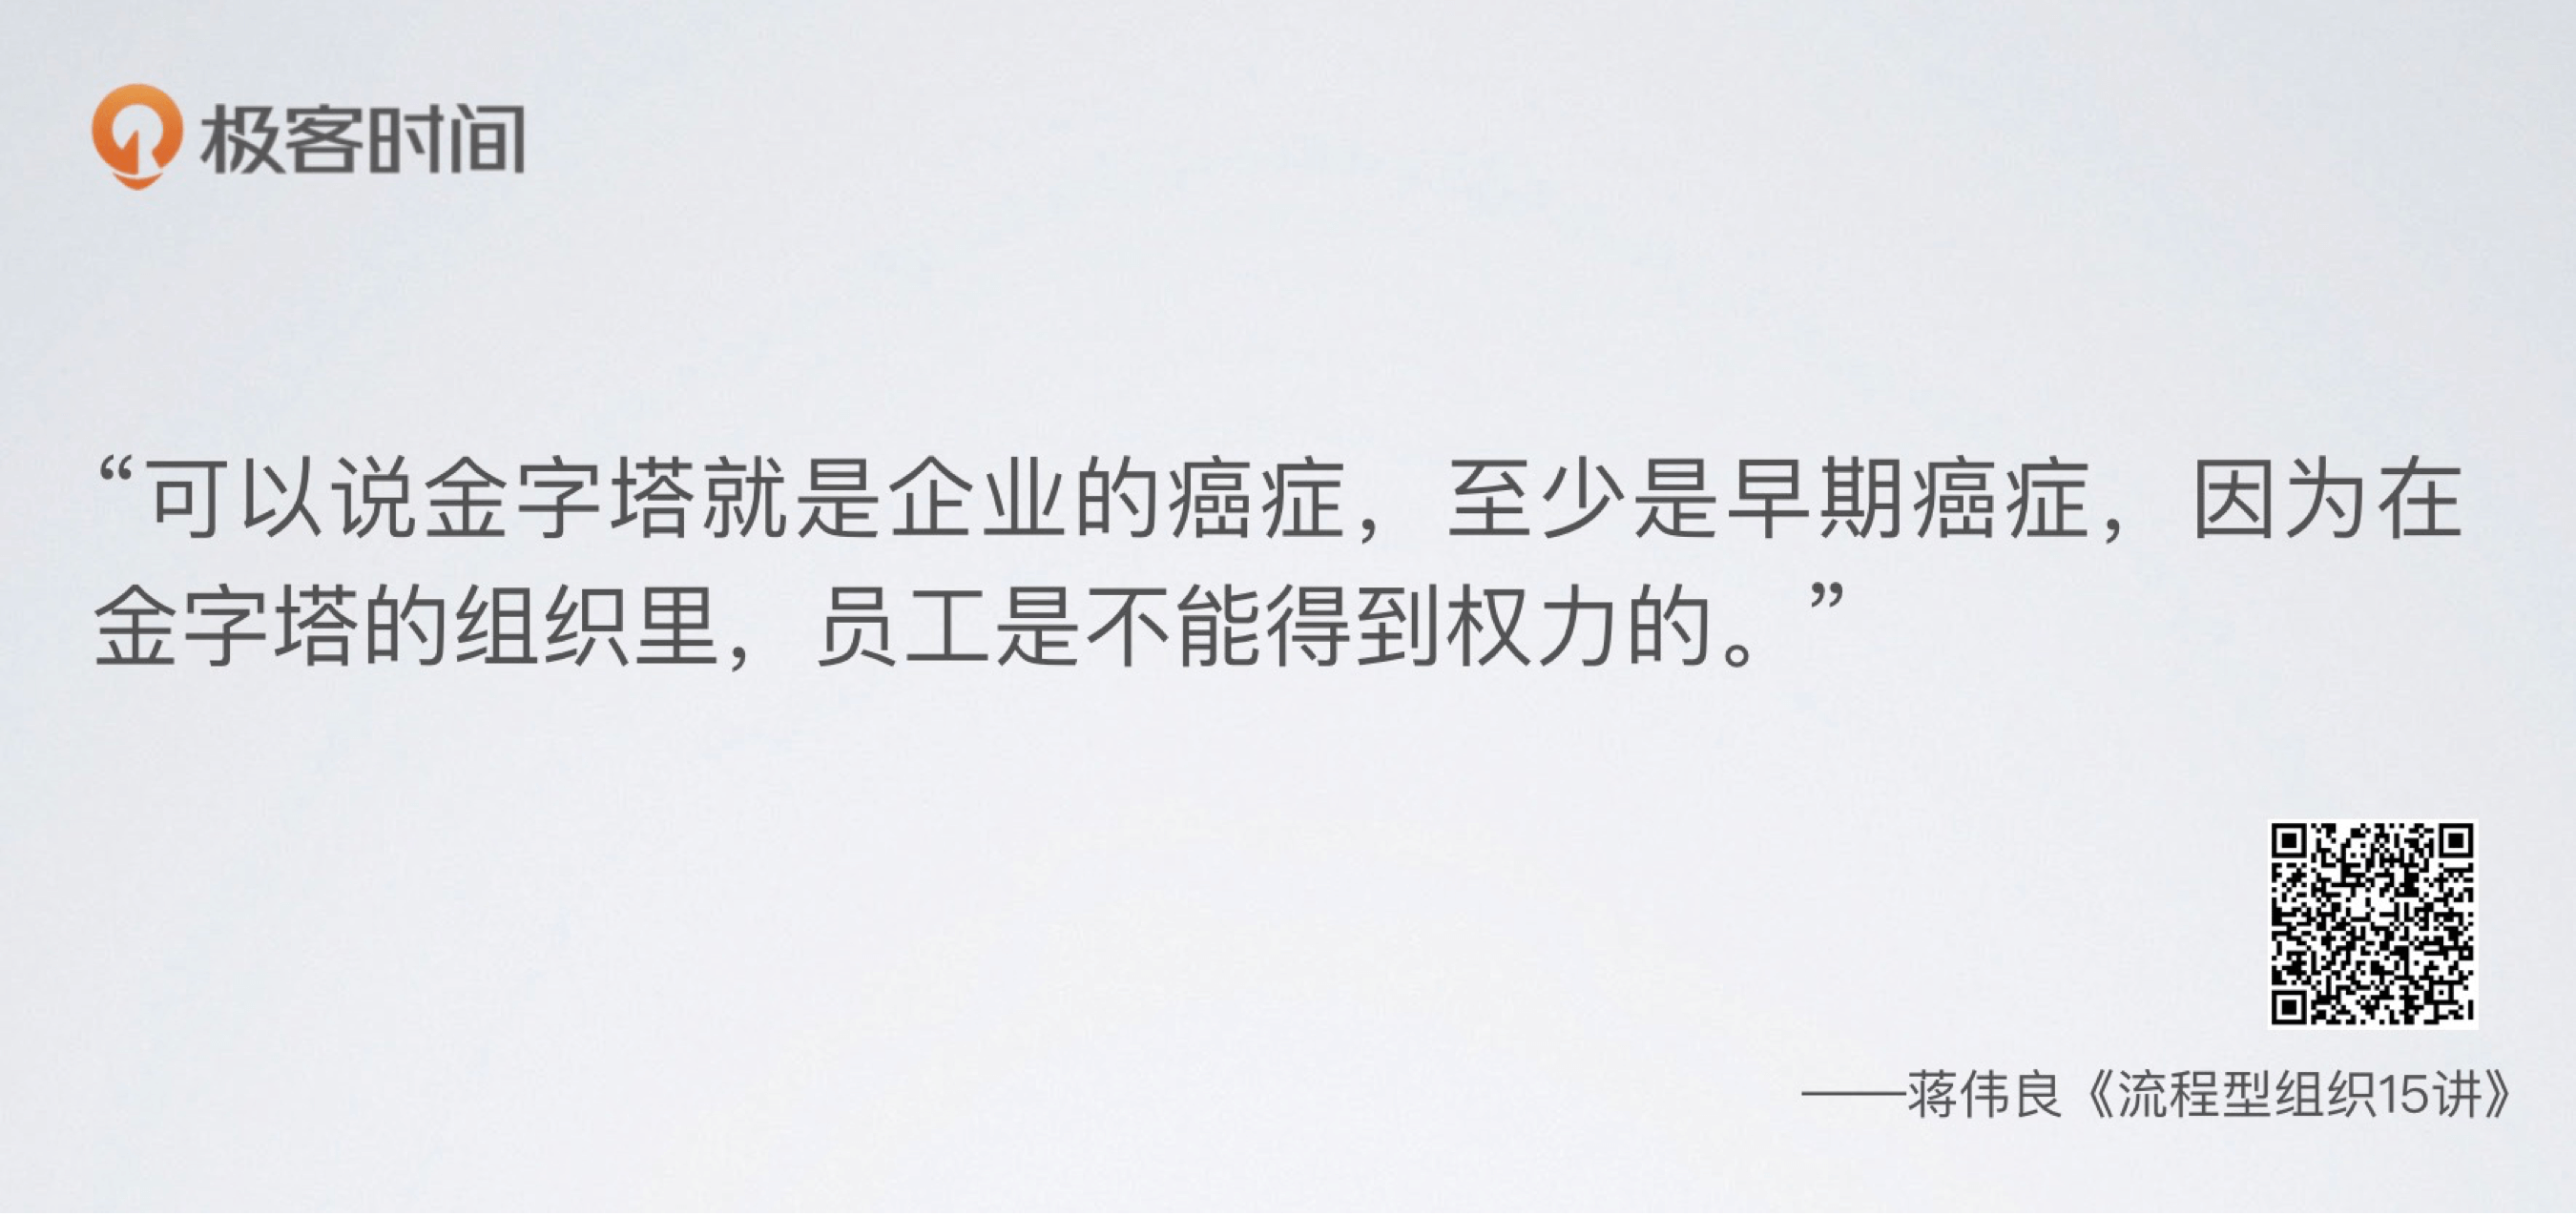 极客时间
“可以说金字塔就是企业的癌症，至少是早期癌症，因为在
金字塔的组织里，员工是不能得到权力的。”
——蒋伟良《流程型组织15讲》